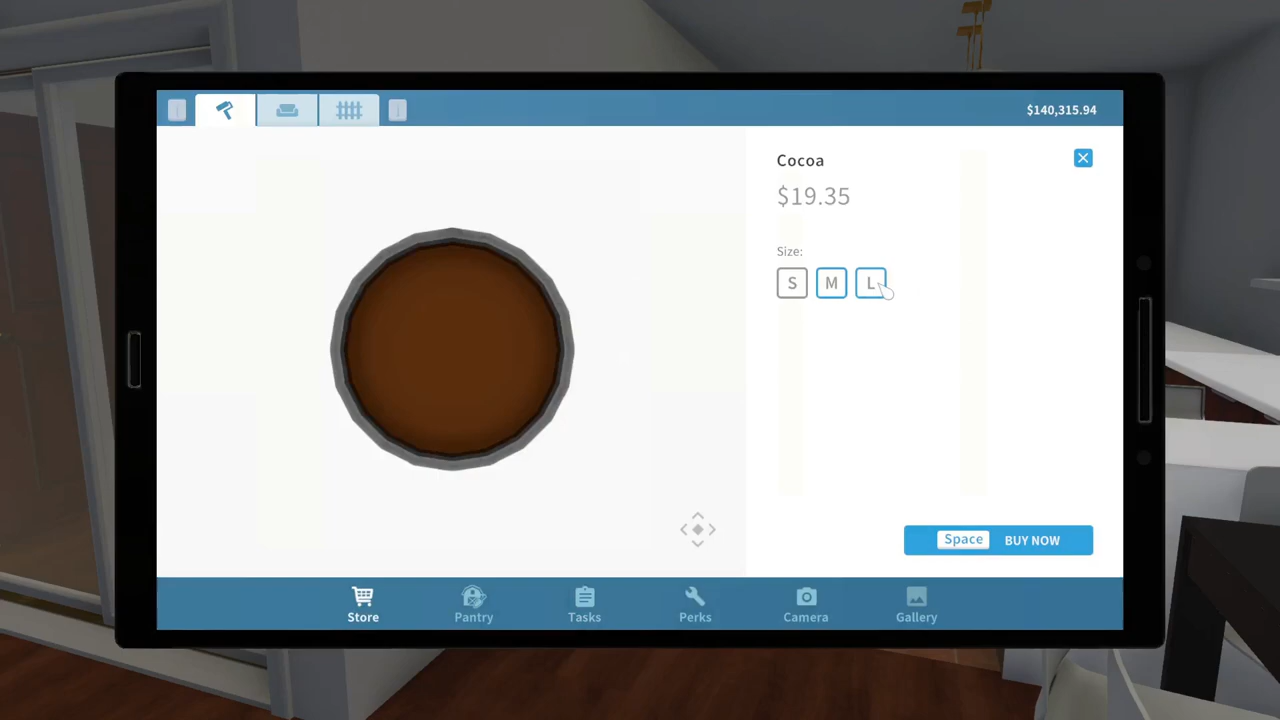 $140,315.94
Cocoa
$19.35
Size:
S M L
Space BUY NOW
Store Pantry Tasks Perks Camera Gallery